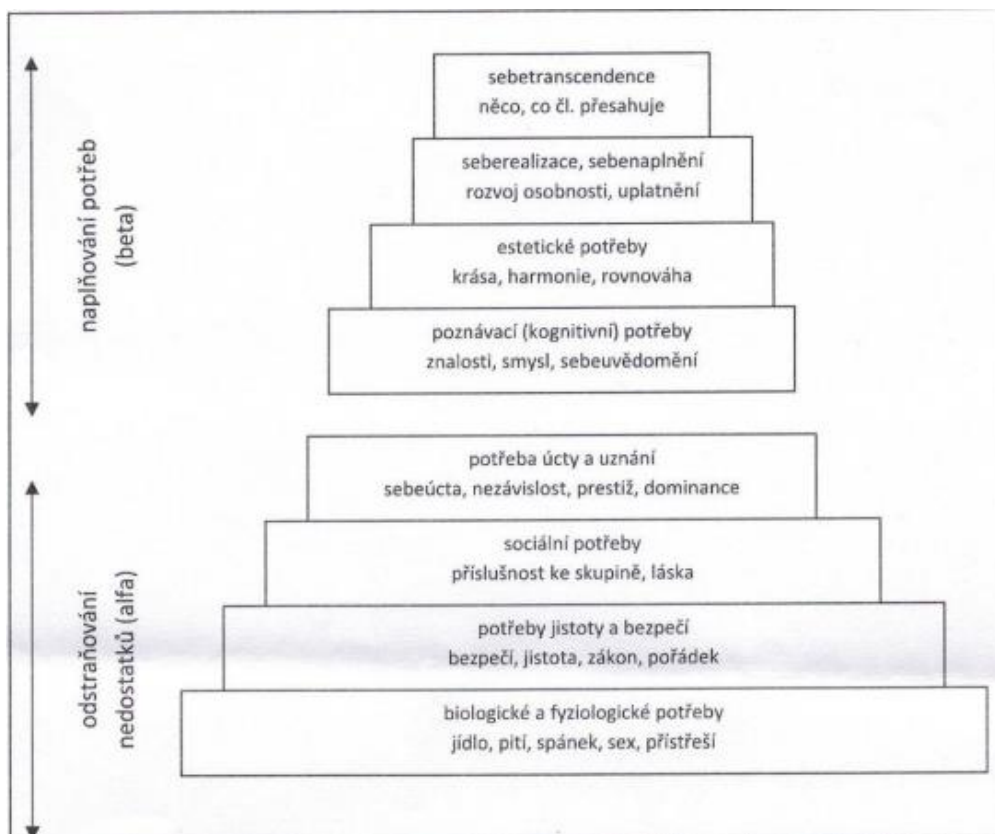 sebetranscendence
něco, co čl. přesahuje
seberealizace, sebenaplnění
rozvoj osobnosti, uplatnění
estetické potřeby
krása, harmonie, rovnováha
poznávací (kognitivní) potřeby
znalosti, smysl, sebeuvědomění
naplňování potřeb
(beta)
potřeba úcty a uznání
sebeúcta, nezávislost, prestiž, dominance
sociální potřeby
příslušnost ke skupině, láska
potřeby jistoty a bezpečí
bezpečí, jistota, zákon, pořádek
biologické a fyziologické potřeby
jídlo, pití, spánek, sex, přístřeší
odstraňování
nedostatků (alfa)